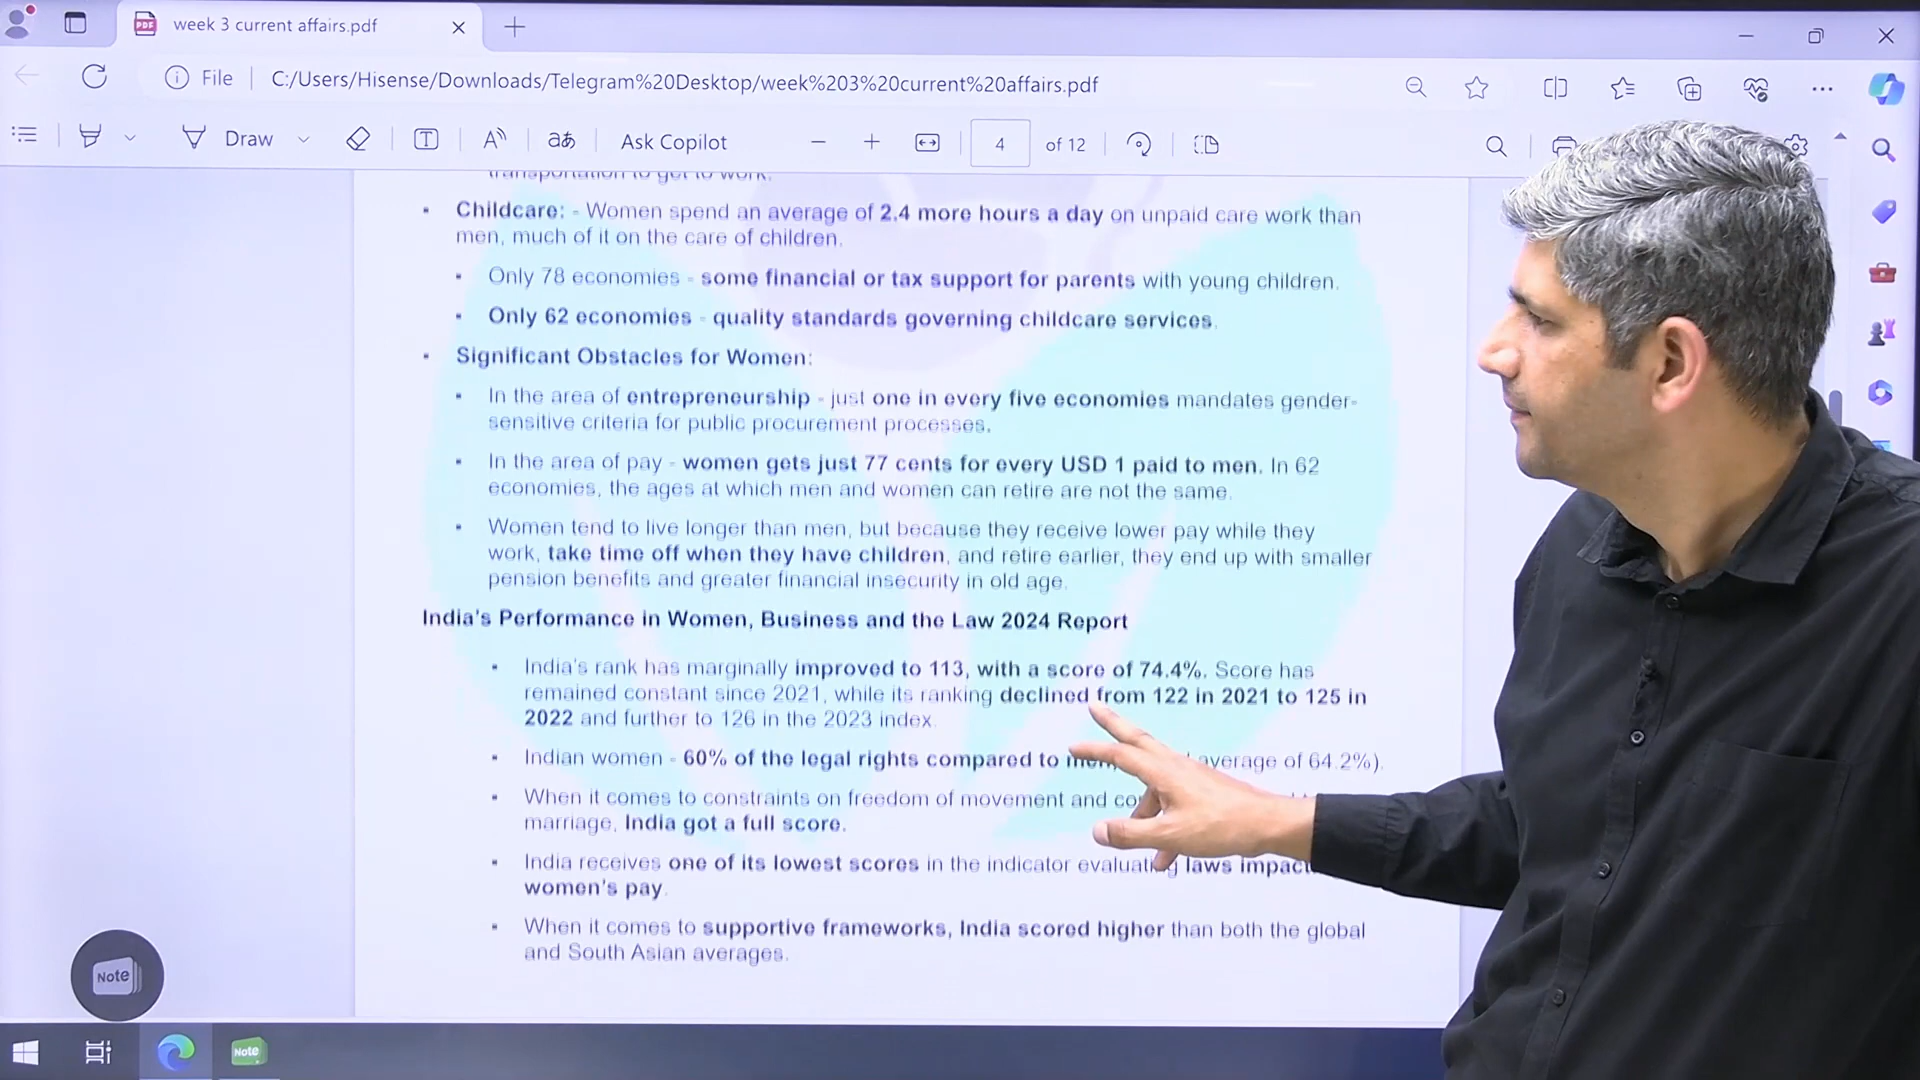 week 3 current affairs.pdf
File
C:/Users/Hisense/Downloads/Telegram%20Desktop/week%203%20current%20affairs.pdf
Draw
Ask Copilot
4 of 12
transportation to get to work.
Childcare: - Women spend an average of 2.4 more hours a day on unpaid care work than
men, much of it on the care of children.
Only 78 economies - some financial or tax support for parents with young children.
Only 62 economies - quality standards governing childcare services.
Significant Obstacles for Women:
In the area of entrepreneurship - just one in every five economies mandates gender-
sensitive criteria for public procurement processes.
In the area of pay - women gets just 77 cents for every USD 1 paid to men. In 62
economies, the ages at which men and women can retire are not the same.
Women tend to live longer than men, but because they receive lower pay while they
work, take time off when they have children, and retire earlier, they end up with smaller
pension benefits and greater financial insecurity in old age.
India's Performance in Women, Business and the Law 2024 Report
India's rank has marginally improved to 113, with a score of 74.4%. Score has
remained constant since 2021, while its ranking declined from 122 in 2021 to 125 in
2022 and further to 126 in the 2023 index.
Indian women - 60% of the legal rights compared to men, average of 64.2%).
When it comes to constraints on freedom of movement and
marriage, India got a full score.
India receives one of its lowest scores in the indicator evaluating laws
women's pay.
When it comes to supportive frameworks, India scored higher than both the global
and South Asian averages.
Note
Note